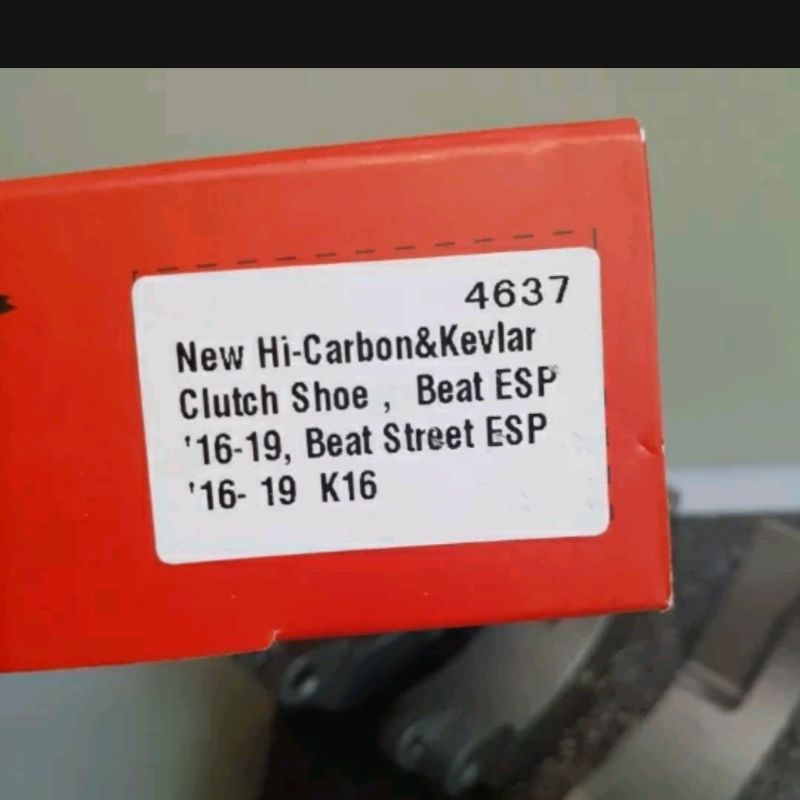 4637
New Hi-Carbon&Kevlar
Clutch Shoe , Beat ESP
'16-19, Beat Street ESP
'16- 19 K16